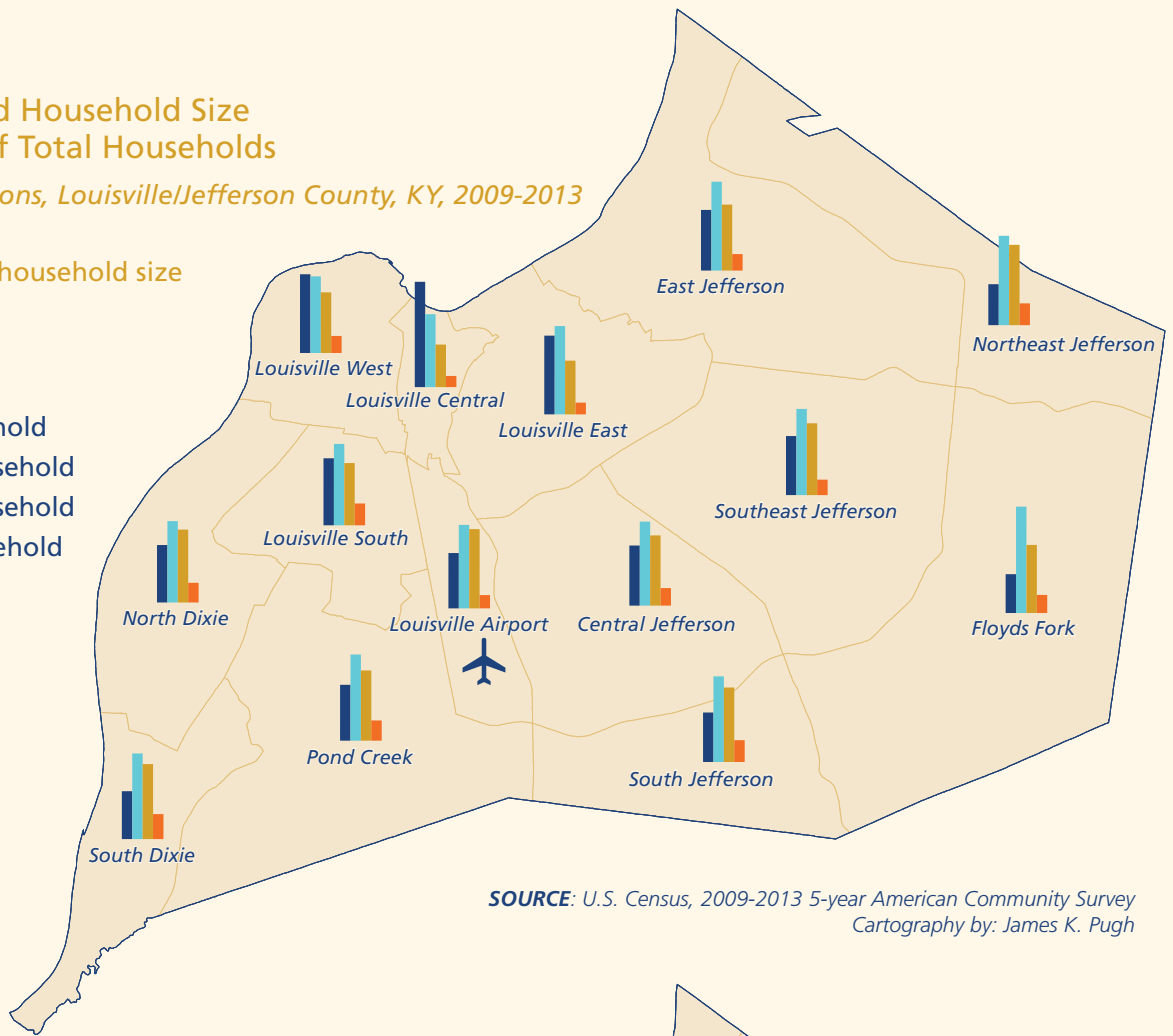 d Household Size
f Total Households
ons, Louisville/Jefferson County, KY, 2009-2013
household size
East Jefferson
Northeast Jefferson
Louisville West
Louisville Central
Louisville East
hold
sehold
sehold
ehold
Southeast Jefferson
Louisville South
North Dixie
Louisville Airport
Central Jefferson
Floyds Fork
Pond Creek
South Jefferson
South Dixie
SOURCE: U.S. Census, 2009-2013 5-year American Community Survey
Cartography by: James K. Pugh